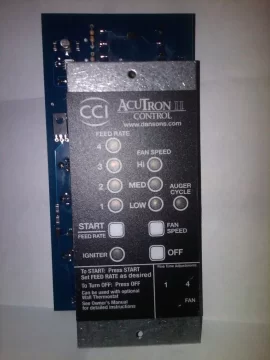 CCI
ACUTRON II
CONTROL
www.dansons.com
FEED RATE
4
FAN SPEED
3 HI
2 MED AUGER
CYCLE
1 LOW
START
FEED RATE
FAN
SPEED
IGNITER OFF
To START: Press START
Set FEED RATE as desired
To Turn OFF: Press OFF
Can be used with optional
Wall Thermostat
See Owner's Manual
for detailed instructions
Fine Trim Adjustments
1 4
FAN